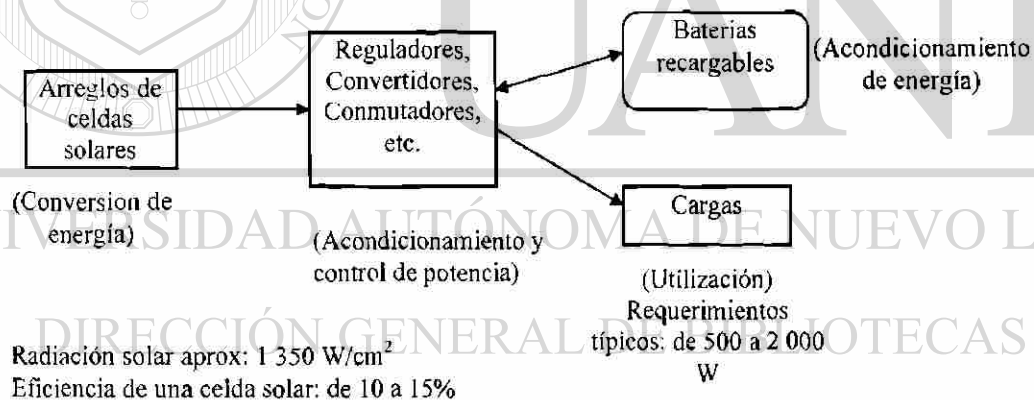 Arreglos de
celdas
solares
(Conversion de
energía)
Reguladores,
Convertidores,
Conmutadores,
etc.
(Acondicionamiento y
control de potencia)
Baterias
recargables
(Acondicionamiento
de energía)
Cargas
(Utilización)
Requerimientos
típicos: de 500 a 2 000
W
Radiación solar aprox: 1 350 W/cm²
Eficiencia de una celda solar: de 10 a 15%
UANL
UNIVERSIDAD AUTÓNOMA DE NUEVO L
DIRECCIÓN GENERAL DE BIBLIOTECAS